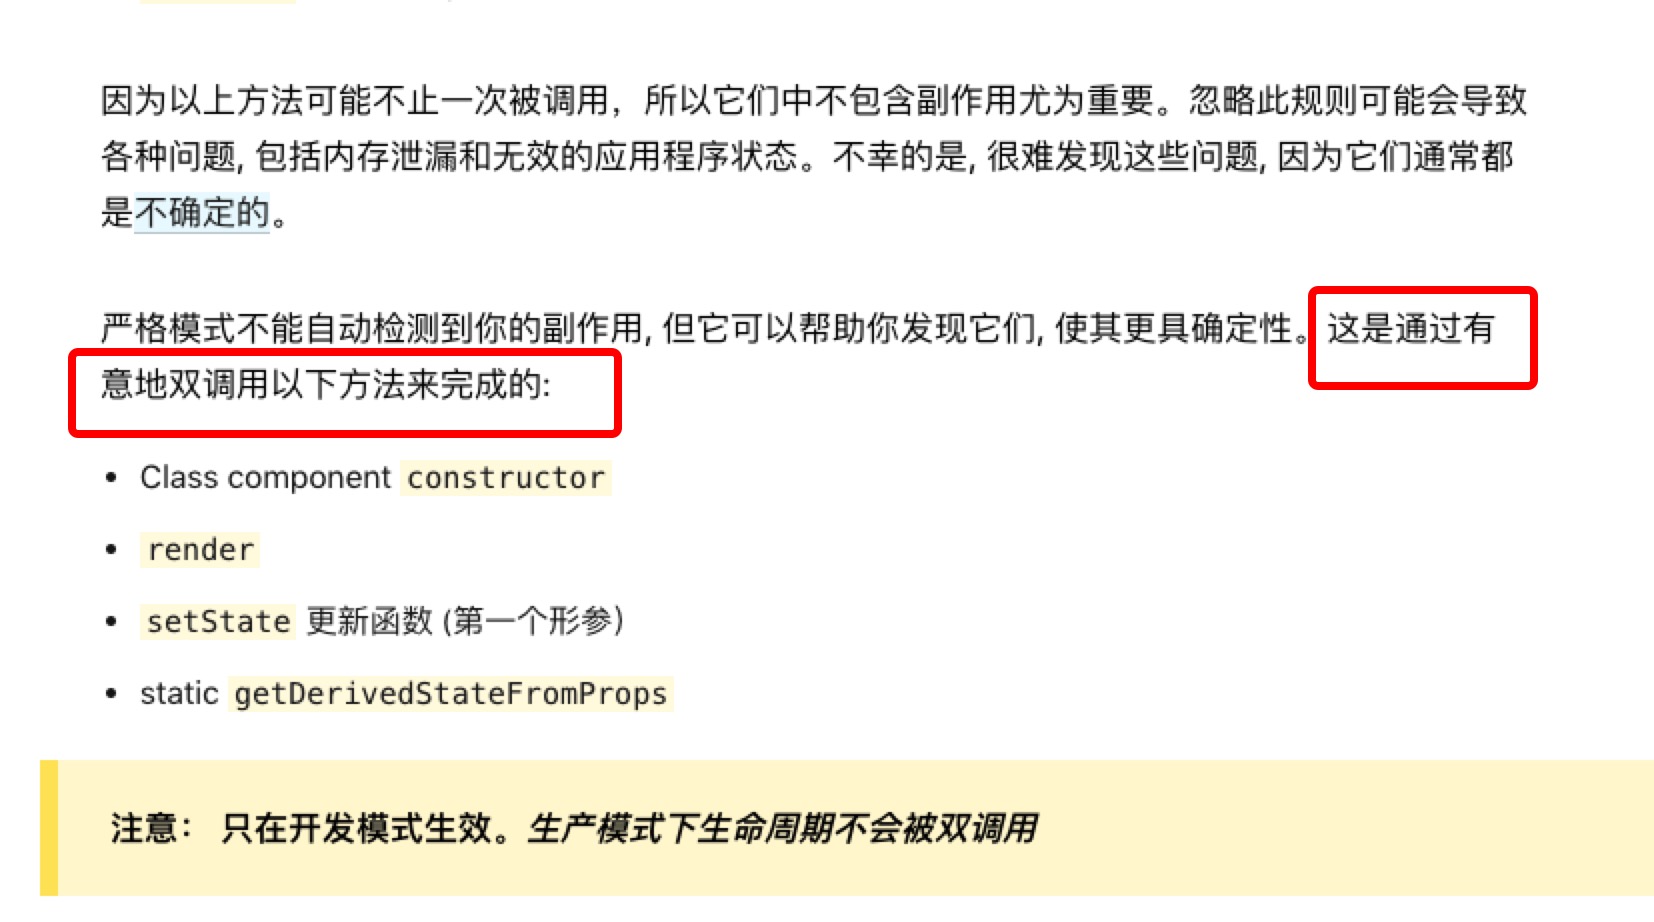 因为以上方法可能不止一次被调用，所以它们中不包含副作用尤为重要。忽略此规则可能会导致
各种问题, 包括内存泄漏和无效的应用程序状态。不幸的是, 很难发现这些问题, 因为它们通常都
是不确定的。
严格模式不能自动检测到你的副作用, 但它可以帮助你发现它们, 使其更具确定性。这是通过有
意地双调用以下方法来完成的:
• Class component constructor
• render
• setState 更新函数 (第一个形参）
• static getDerivedStateFromProps
注意： 只在开发模式生效。生产模式下生命周期不会被双调用